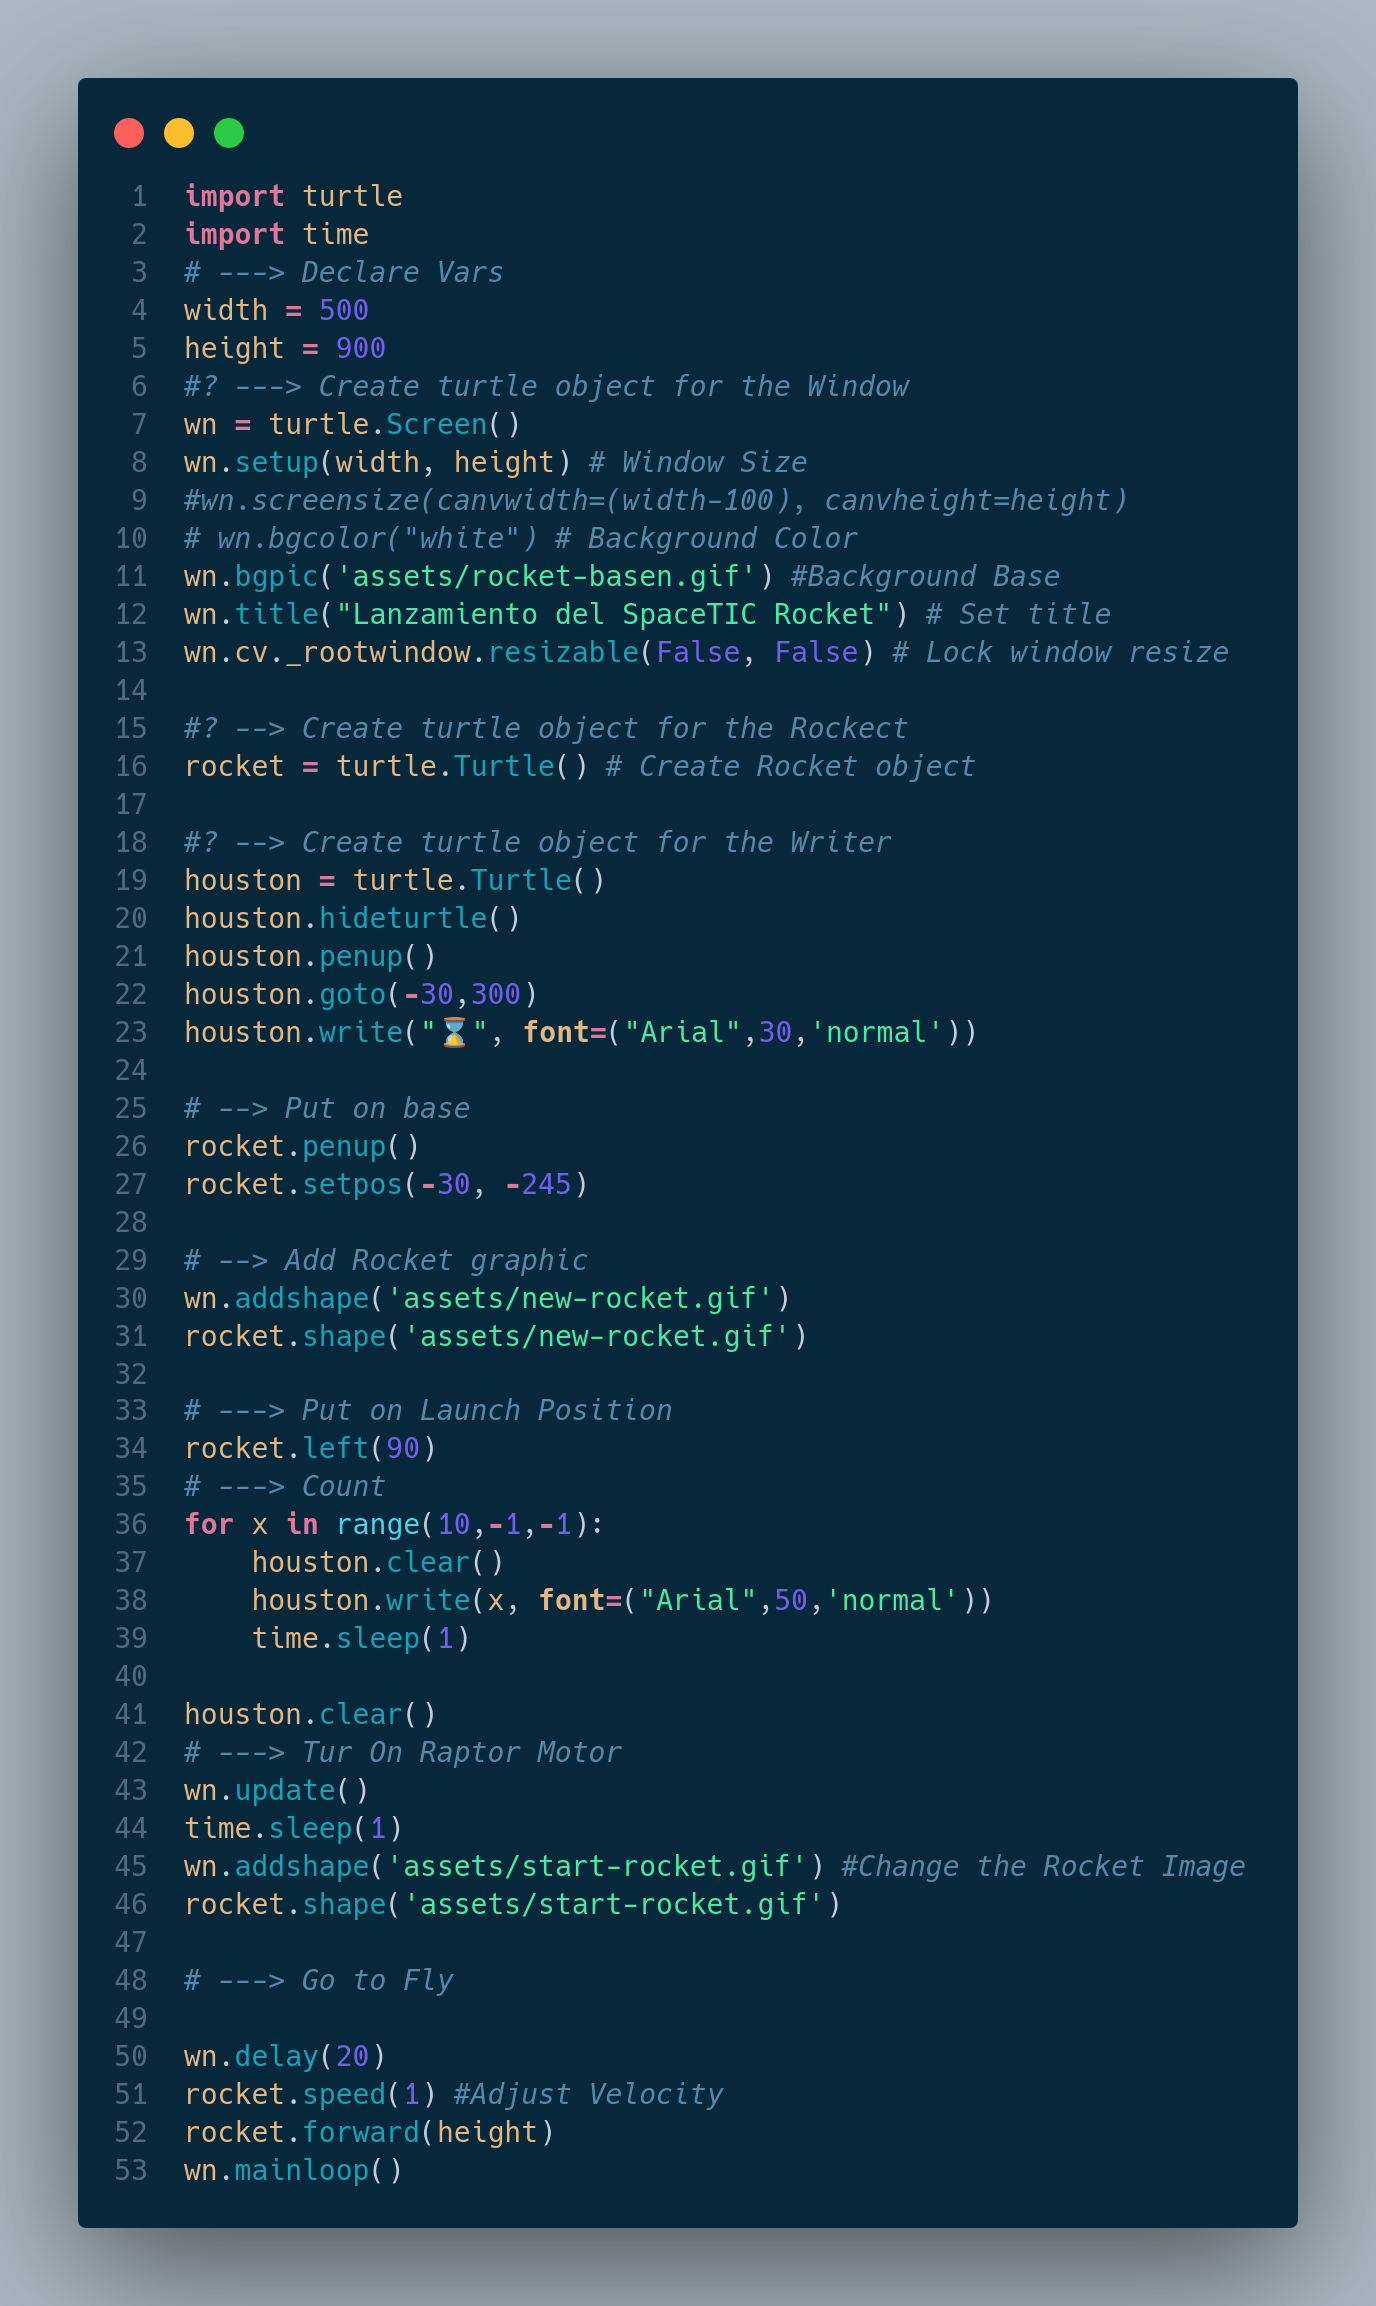 1 import turtle
2 import time
3 # ---> Declare Vars
4 width = 500
5 height = 900
6 #? ---> Create turtle object for the Window
7 wn = turtle.Screen()
8 wn.setup(width, height) # Window Size
9 #wn.screensize(canvwidth=(width-100), canvheight=height)
10 # wn.bgcolor("white") # Background Color
11 wn.bgpic('assets/rocket-basen.gif') #Background Base
12 wn.title("Lanzamiento del SpaceTIC Rocket") # Set title
13 wn.cv._rootwindow.resizable(False, False) # Lock window resize
14
15 #? --> Create turtle object for the Rockect
16 rocket = turtle.Turtle() # Create Rocket object
17
18 #? --> Create turtle object for the Writer
19 houston = turtle.Turtle()
20 houston.hideturtle()
21 houston.penup()
22 houston.goto(-30,300)
23 houston.write("⌛", font=("Arial",30,'normal'))
24
25 # --> Put on base
26 rocket.penup()
27 rocket.setpos(-30, -245)
28
29 # --> Add Rocket graphic
30 wn.addshape('assets/new-rocket.gif')
31 rocket.shape('assets/new-rocket.gif')
32
33 # ---> Put on Launch Position
34 rocket.left(90)
35 # ---> Count
36 for x in range(10,-1,-1):
37     houston.clear()
38     houston.write(x, font=("Arial",50,'normal'))
39     time.sleep(1)
40
41 houston.clear()
42 # ---> Tur On Raptor Motor
43 wn.update()
44 time.sleep(1)
45 wn.addshape('assets/start-rocket.gif') #Change the Rocket Image
46 rocket.shape('assets/start-rocket.gif')
47
48 # ---> Go to Fly
49
50 wn.delay(20)
51 rocket.speed(1) #Adjust Velocity
52 rocket.forward(height)
53 wn.mainloop()